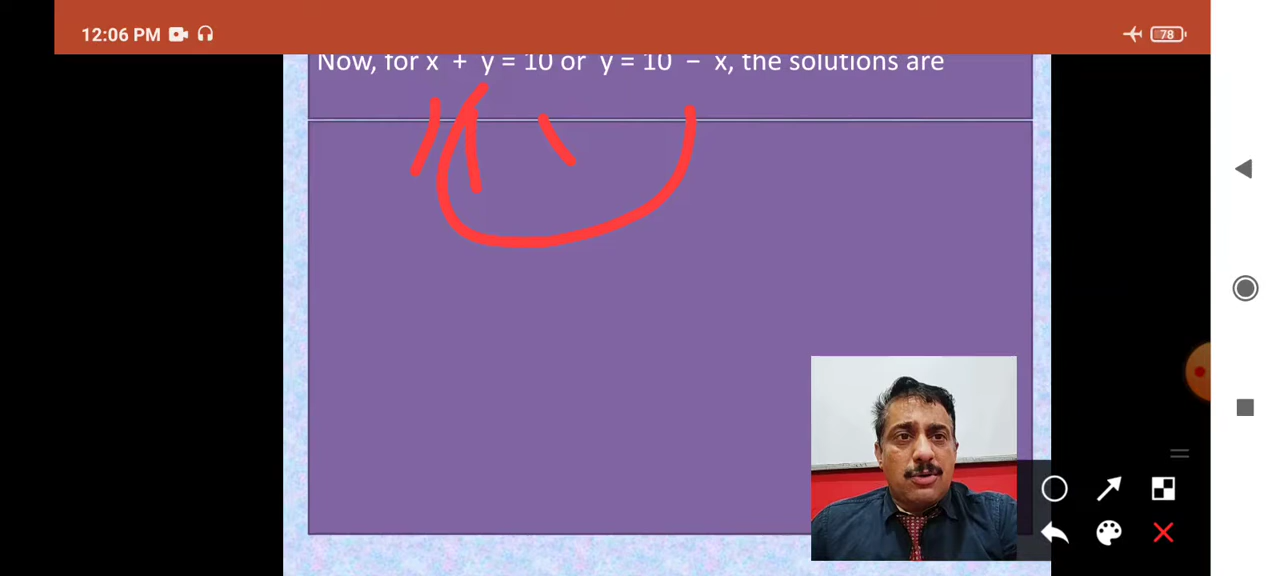 12:06 PM 78
Now, for x + y = 10 or y = 10 − x, the solutions are